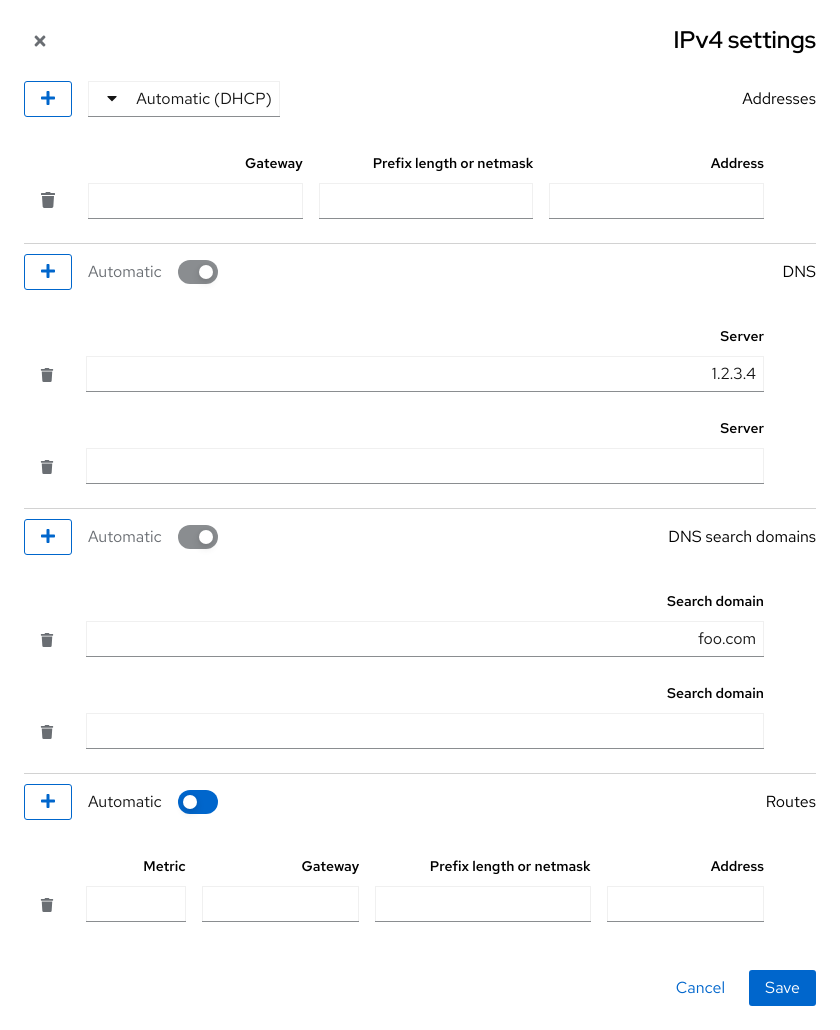 IPv4 settings
Addresses
Automatic (DHCP)
Address
Prefix length or netmask
Gateway
DNS
Automatic
Server
1.2.3.4
Server
DNS search domains
Automatic
Search domain
foo.com
Search domain
Routes
Automatic
Address
Prefix length or netmask
Gateway
Metric
Save
Cancel